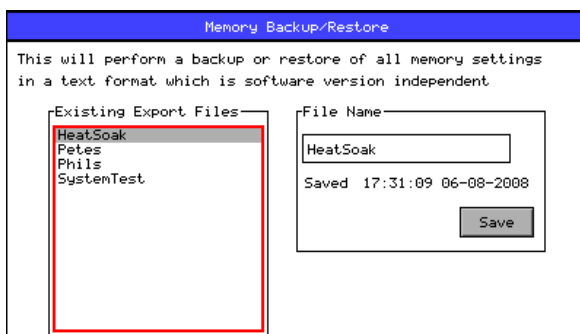 Memory Backup/Restore
This will perform a backup or restore of all memory settings
in a text format which is software version independent
Existing Export Files
HeatSoak
Petes
Phils
SystemTest
File Name
HeatSoak
Saved 17:31:09 06-08-2008
Save